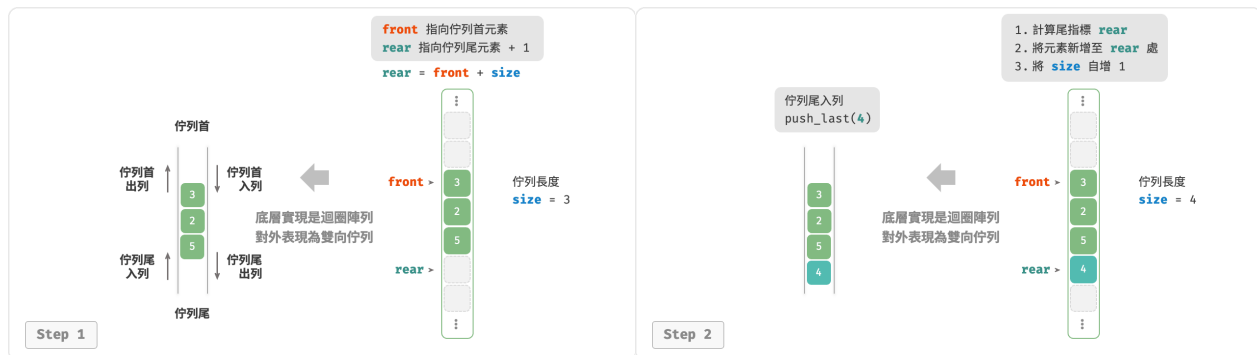 front 指向佇列首元素
rear 指向佇列尾元素 + 1
rear = front + size
佇列首
佇列首
出列
佇列首
入列
3
2
5
佇列尾
入列
佇列尾
出列
佇列尾
底層實現是迴圈陣列
對外表現為雙向佇列
front
3
2
5
rear
佇列長度
size = 3
Step 1
1. 計算尾指標 rear
2. 將元素新增至 rear 處
3. 將 size 自增 1
佇列尾入列
push_last(4)
3
2
5
4
底層實現是迴圈陣列
對外表現為雙向佇列
front
3
2
5
rear
4
佇列長度
size = 4
Step 2